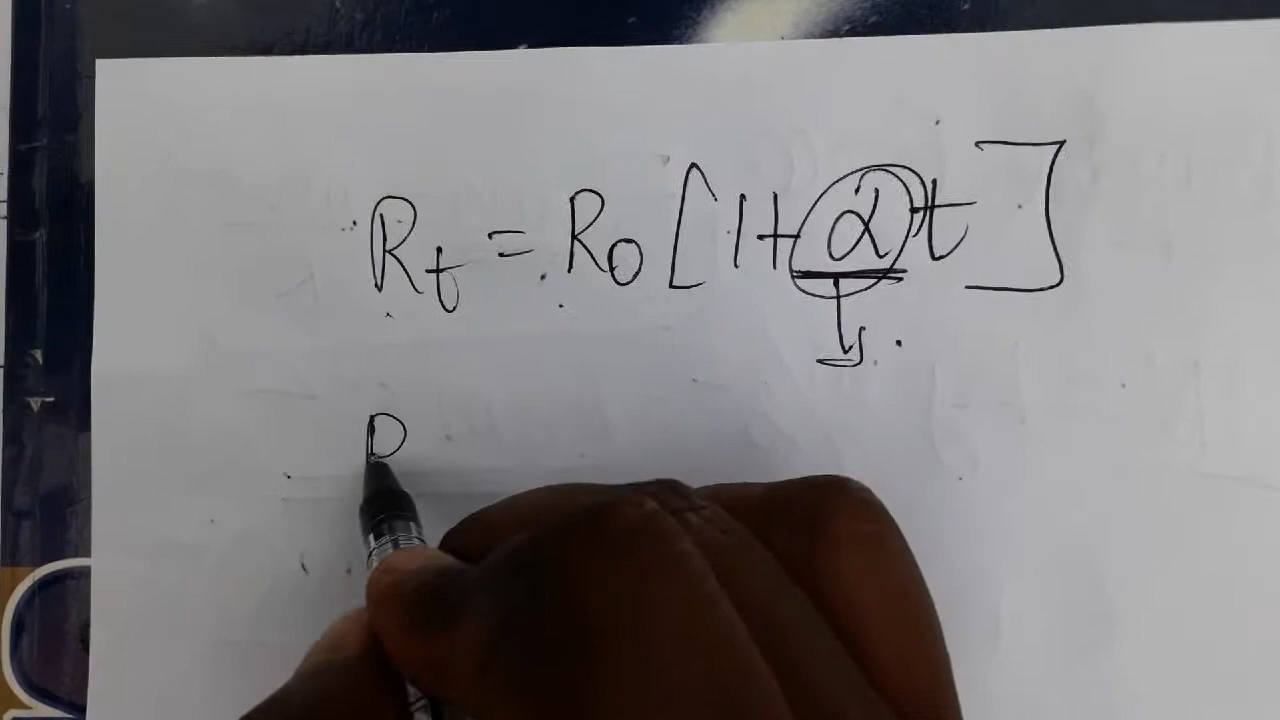 Rt = R0 [1+αt]
y.
D